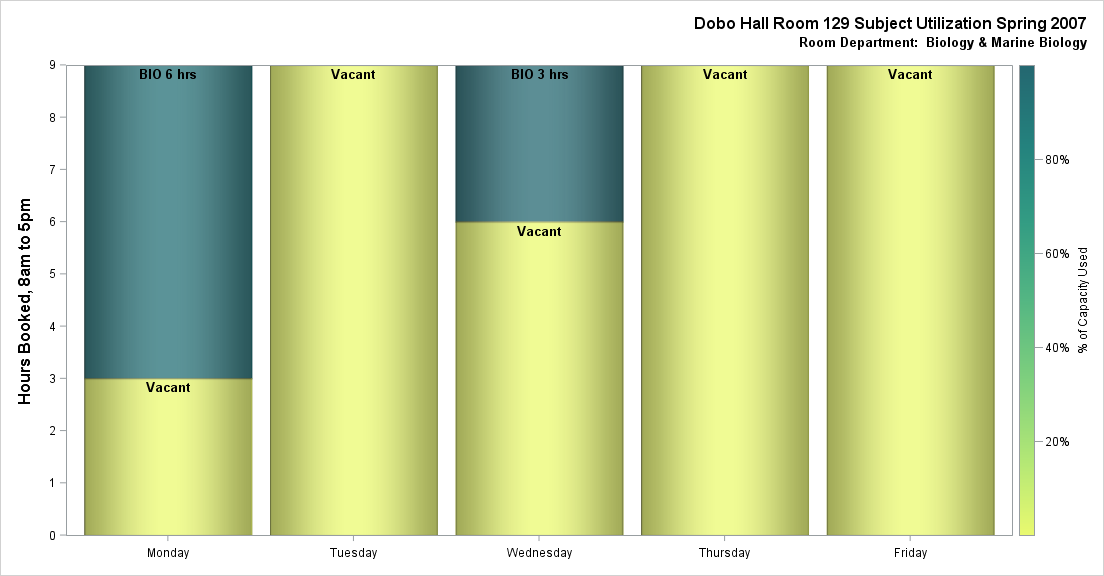 Dobo Hall Room 129 Subject Utilization Spring 2007
Room Department: Biology & Marine Biology
Hours Booked, 8am to 5pm
9
8
7
6
5
4
3
2
1
0
BIO 6 hrs
Vacant
Vacant
BIO 3 hrs
Vacant
Vacant
Vacant
Monday
Tuesday
Wednesday
Thursday
Friday
80%
60%
40%
20%
% of Capacity Used